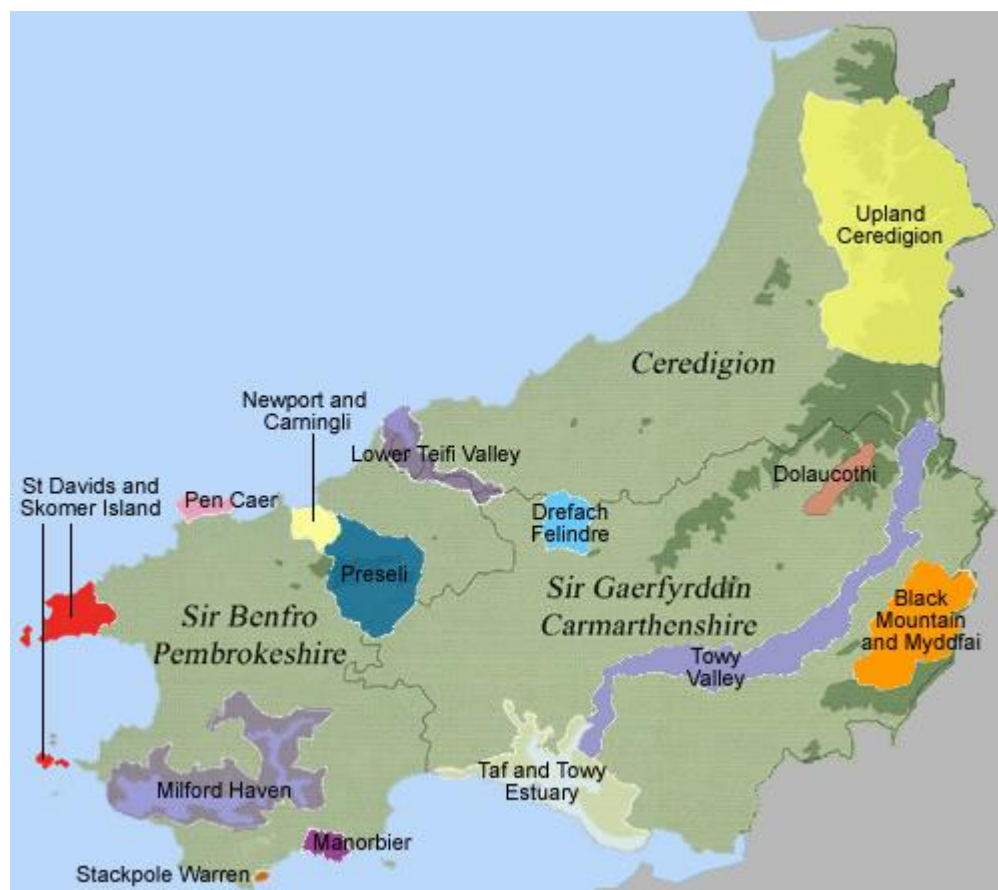 Upland
Ceredigion
Ceredigion
Newport and
Carningli
Lower Teifi Valley
Dolaucothi
St Davids and
Skomer Island
Pen Caer
Drefach
Felindre
Preseli
Sir Gaerfyrddin
Carmarthenshire
Black
Mountain
and Myddfai
Sir Benfro
Pembrokeshire
Towy
Valley
Taf and Towy
Estuary
Milford Haven
Manorbier
Stackpole Warren